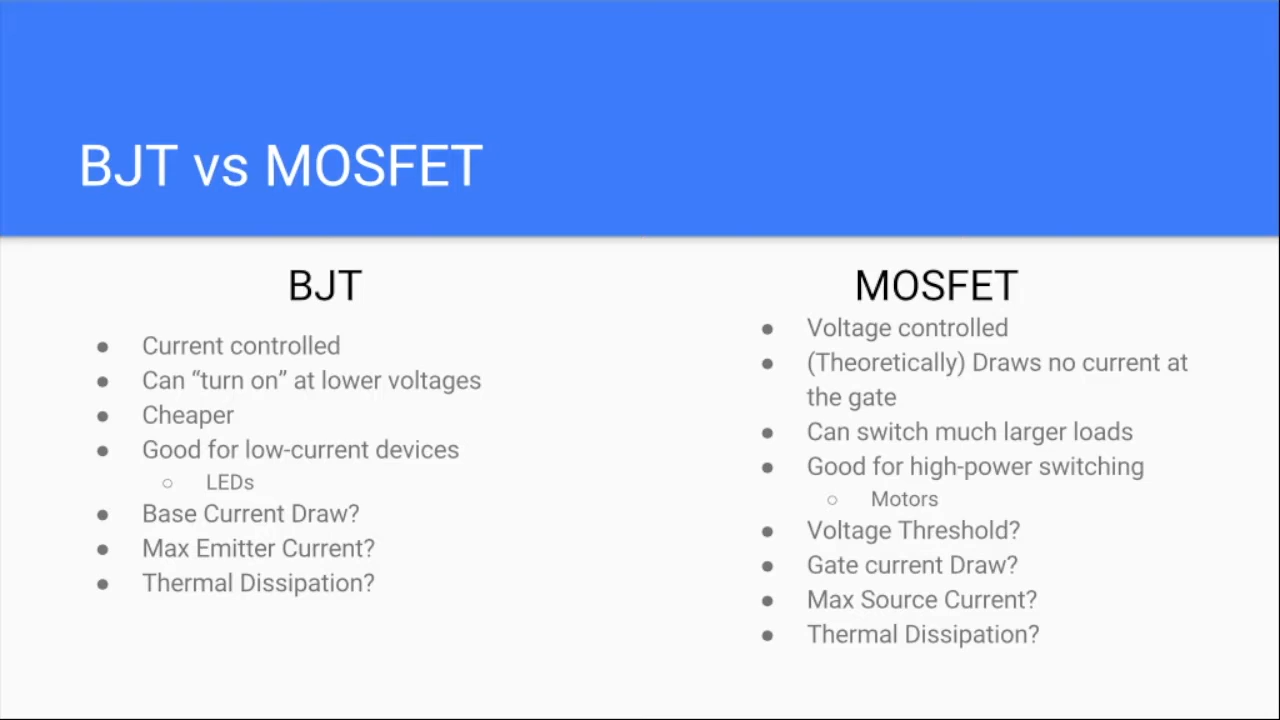 BJT vs MOSFET
BJT
● Current controlled
● Can “turn on” at lower voltages
● Cheaper
● Good for low-current devices
○ LEDs
● Base Current Draw?
● Max Emitter Current?
● Thermal Dissipation?
MOSFET
● Voltage controlled
● (Theoretically) Draws no current at
the gate
● Can switch much larger loads
● Good for high-power switching
○ Motors
● Voltage Threshold?
● Gate current Draw?
● Max Source Current?
● Thermal Dissipation?